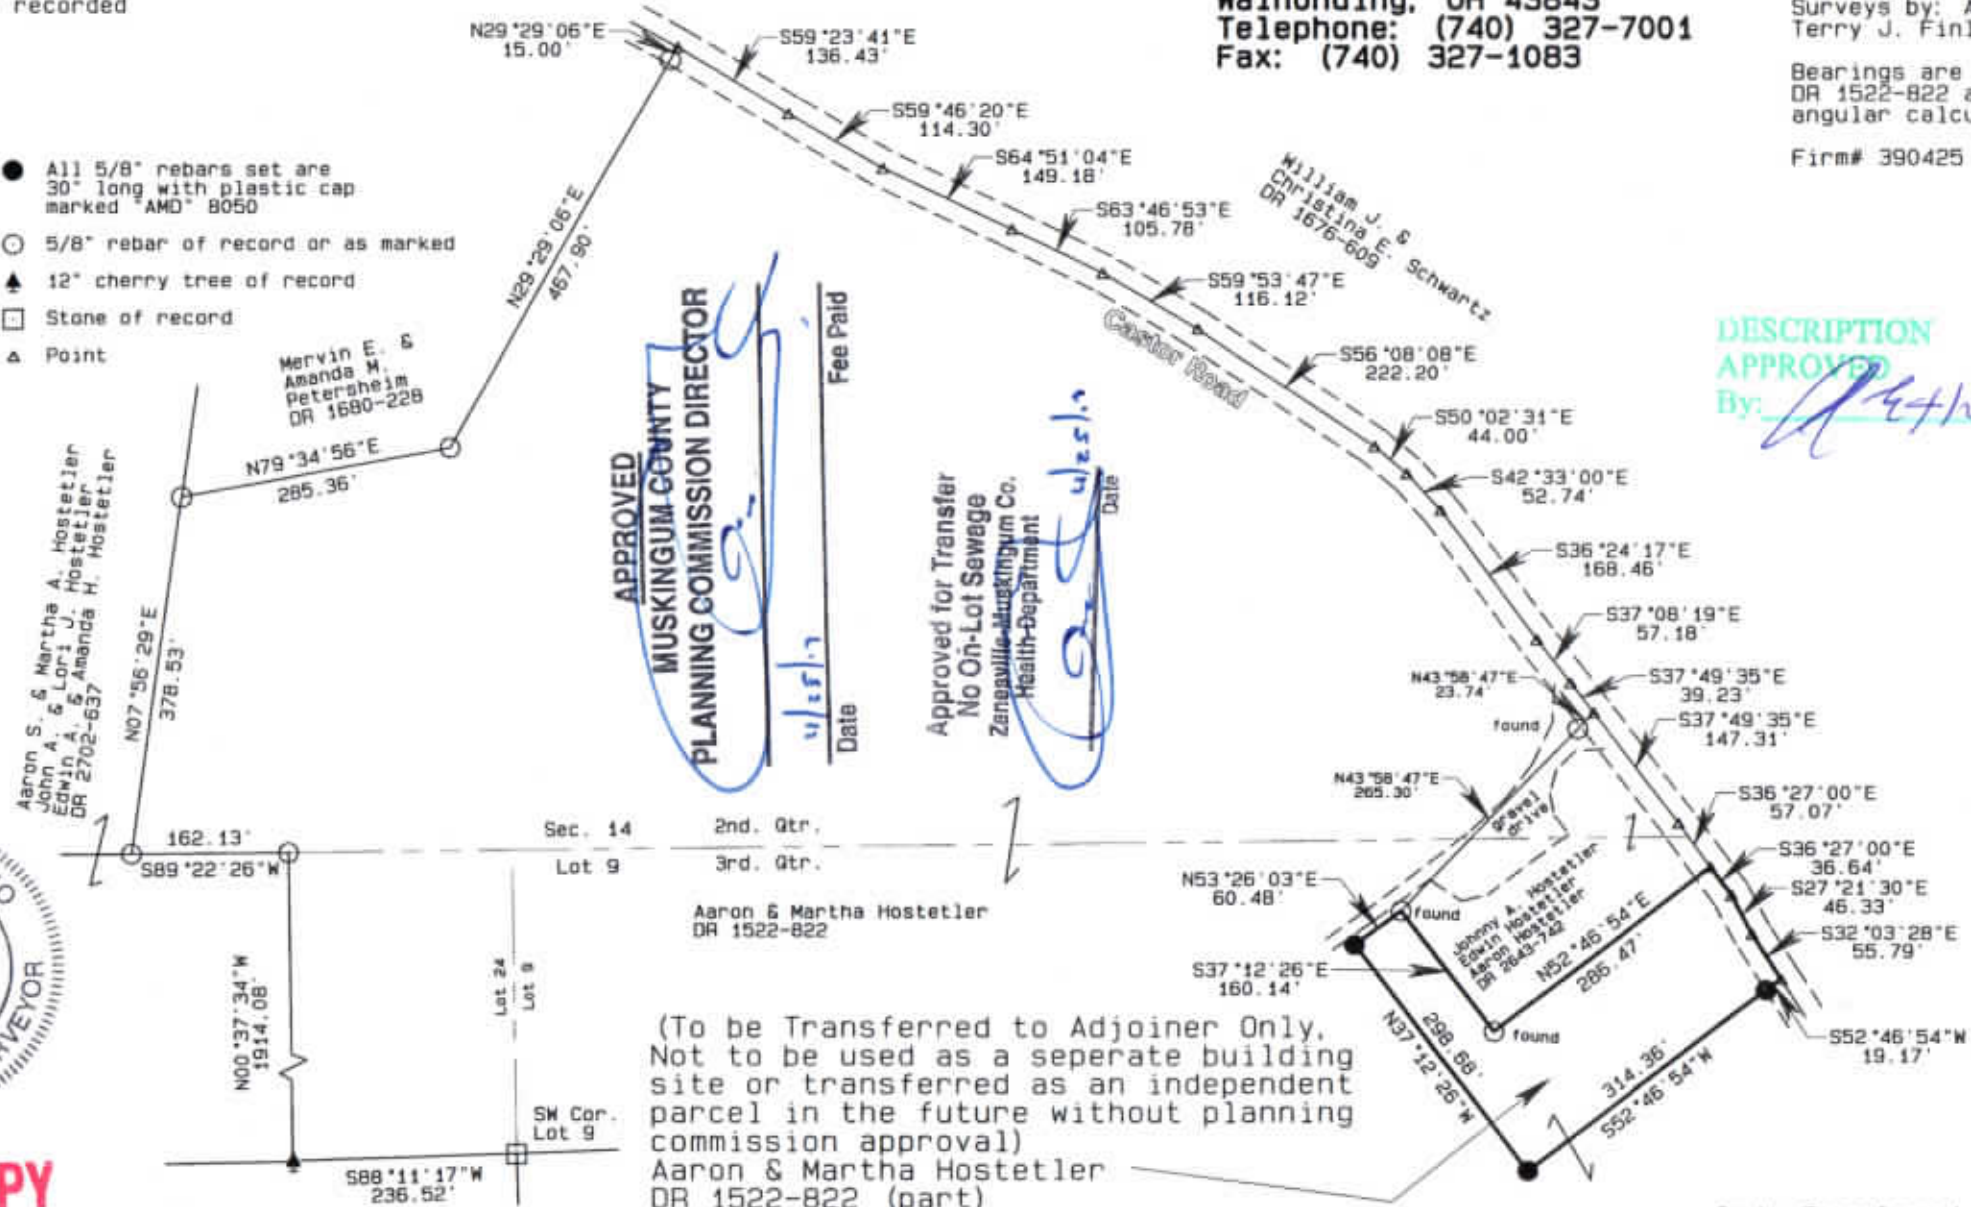 recorded
Walhonding, OH 43843
Telephone: (740) 327-7001
Fax: (740) 327-1083
Surveys by: A
Terry J. Finl
Bearings are
DR 1522-822 a
angular calcu
Firm# 390425
All 5/8" rebars set are
30" long with plastic cap
marked "AMD" 8050
5/8" rebar of record or as marked
12" cherry tree of record
Stone of record
Point
N29°29'06"E
15.00'
S59°23'41"E
136.43'
S59°46'20"E
114.30'
S64°51'04"E
149.18'
S63°46'53"E
105.78'
S59°53'47"E
116.12'
S56°08'08"E
222.20'
S50°02'31"E
44.00'
S42°33'00"E
52.74'
S36°24'17"E
168.46'
S37°08'19"E
57.18'
S37°49'35"E
39.23'
S37°49'35"E
147.31'
S36°27'00"E
57.07'
S36°27'00"E
36.64'
S27°21'30"E
46.33'
S32°03'28"E
55.79'
S52°46'54"W
19.17'
William J. &
Christina E. Schwartz
DR 1676-609
Castor Road
DESCRIPTION
APPROVED
By:
N29°29'06"E
467.90'
Mervin E. &
Amanda M.
Petersheim
DR 1680-228
N79°34'56"E
285.36'
Aaron S. & Martha A. Hostetler
John A. & Lori J. Hostetler
Edwin A. & Amanda H. Hostetler
DR 2702-637
N07°56'29"E
378.53'
APPROVED
MUSKINGUM COUNTY
PLANNING COMMISSION DIRECTOR
4/25/17
Date
Fee Paid
Approved for Transfer
No On-Lot Sewage
Zanesville-Muskingum Co.
Health Department
4/25/17
Date
N43°58'47"E
23.74'
found
N43°58'47"E
265.30'
gravel
drive
162.13'
S89°22'26"W
Sec. 14
Lot 9
2nd. Qtr.
3rd. Qtr.
Aaron & Martha Hostetler
DR 1522-822
N53°26'03"E
60.48'
found
Johnny A. Hostetler
Edwin Hostetler
Aaron Hostetler
DR 2643-742
N52°46'54"E
286.47'
S37°12'26"E
160.14'
found
298.68'
N37°12'26"W
314.36'
S52°46'54"W
N00°37'34"W
1914.08'
Lot 24
Lot 9
SW Cor.
Lot 9
S88°11'17"W
236.52'
(To be Transferred to Adjoiner Only,
Not to be used as a seperate building
site or transferred as an independent
parcel in the future without planning
commission approval)
Aaron & Martha Hostetler
DR 1522-822 (part)
VEYOR
PY